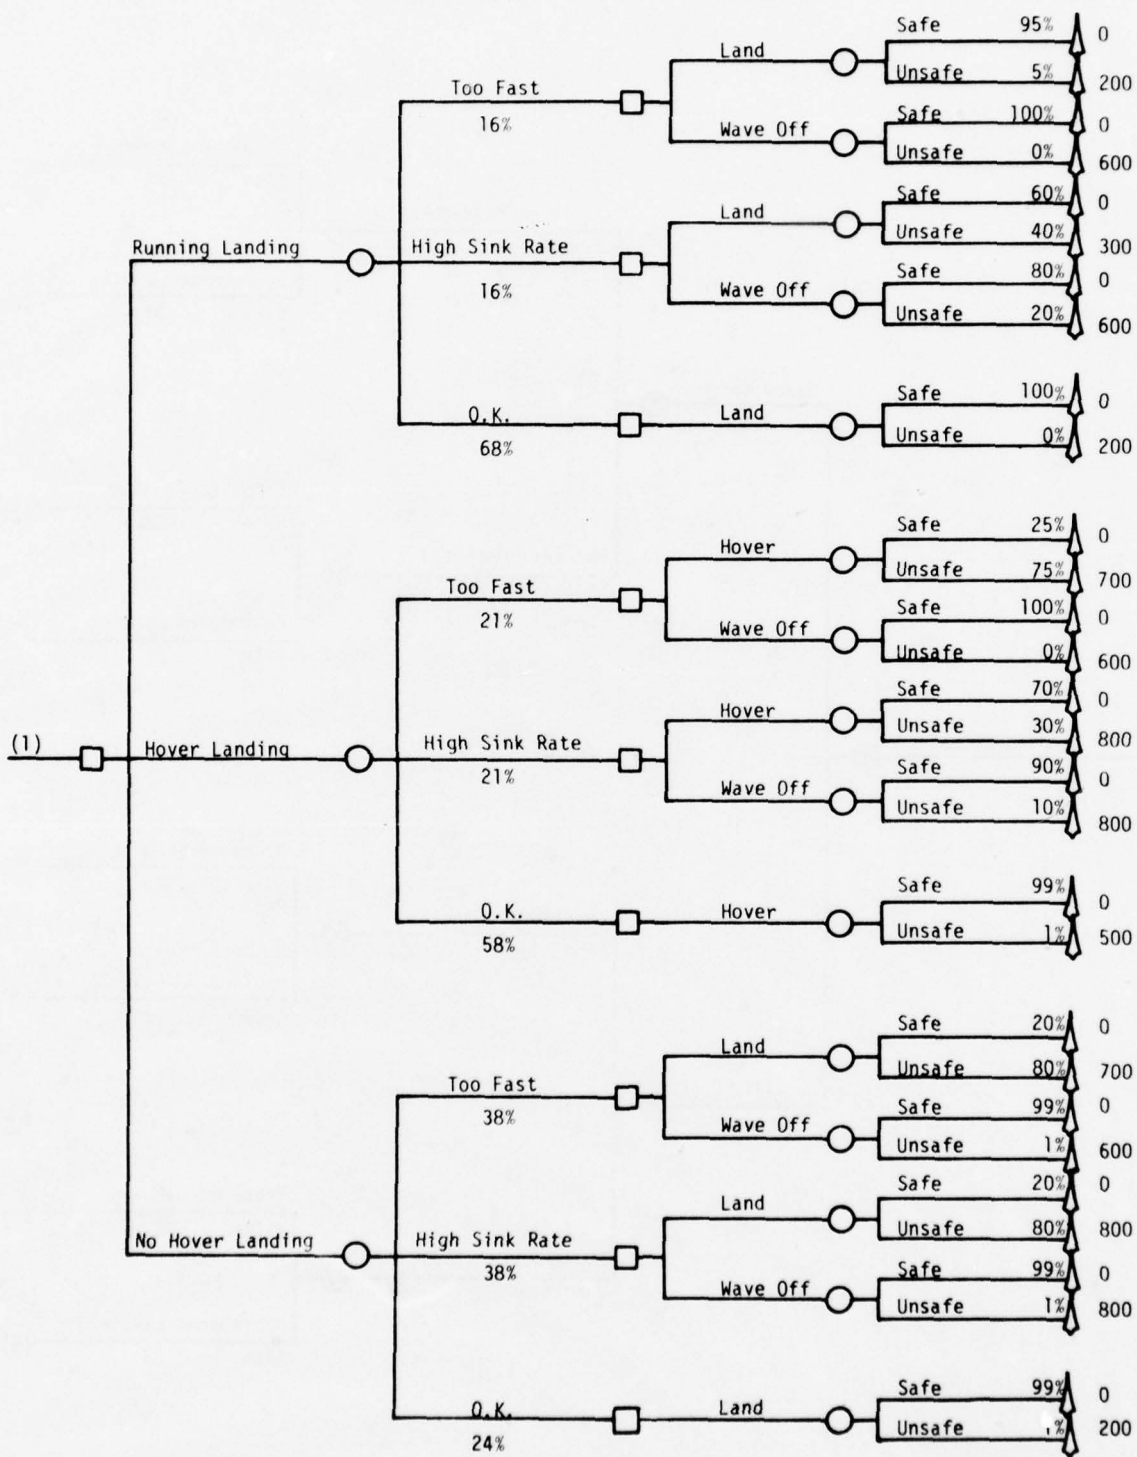 Safe 95% 0
Land
Unsafe 5% 200
Too Fast
16%
Safe 100% 0
Wave Off
Unsafe 0% 600
Safe 60% 0
Land
Unsafe 40% 300
Running Landing High Sink Rate
16%
Safe 80% 0
Wave Off
Unsafe 20% 600
Safe 100% 0
O.K. Land
68%
Unsafe 0% 200
Safe 25% 0
Hover
Unsafe 75% 700
Too Fast
21%
Safe 100% 0
Wave Off
Unsafe 0% 600
Safe 70% 0
Hover
Unsafe 30% 800
(1) Hover Landing High Sink Rate
21%
Safe 90% 0
Wave Off
Unsafe 10% 800
Safe 99% 0
O.K. Hover
58%
Unsafe 1% 500
Safe 20% 0
Land
Unsafe 80% 700
Too Fast
38%
Safe 99% 0
Wave Off
Unsafe 1% 600
Safe 20% 0
Land
Unsafe 80% 800
No Hover Landing High Sink Rate
38%
Safe 99% 0
Wave Off
Unsafe 1% 800
Safe 99% 0
O.K. Land
24%
Unsafe % 200